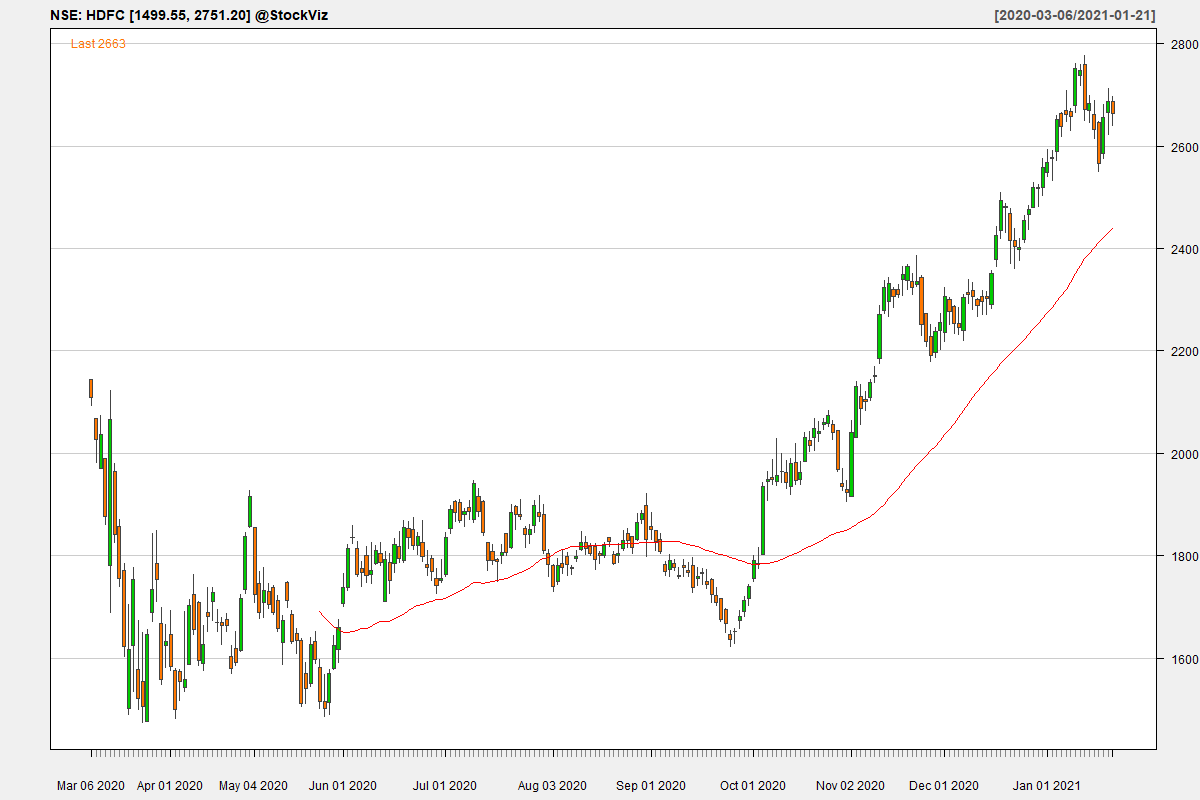 NSE: HDFC [1499.55, 2751.20] @StockViz [2020-03-06/2021-01-21]
Last 2663
2800
2600
2400
2200
2000
1800
1600
Mar 06 2020 Apr 01 2020 May 04 2020 Jun 01 2020 Jul 01 2020 Aug 03 2020 Sep 01 2020 Oct 01 2020 Nov 02 2020 Dec 01 2020 Jan 01 2021